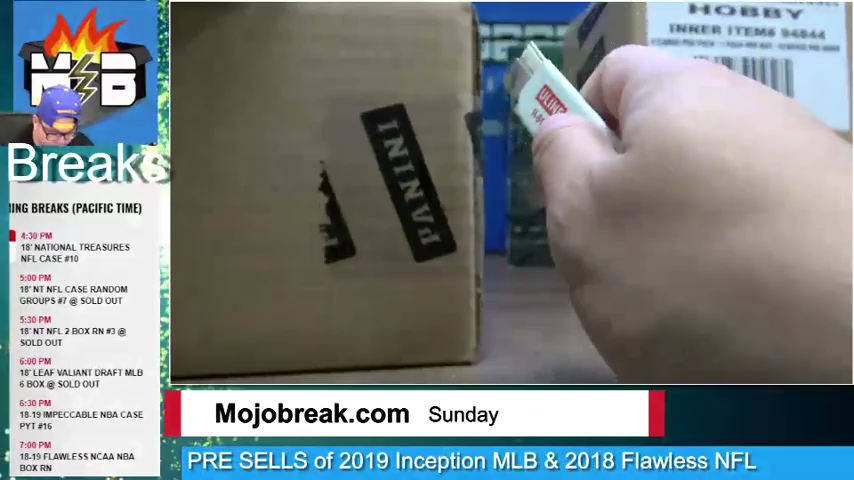 M B
Breaks
ING BREAKS (PACIFIC TIME)
4:30 PM
18' NATIONAL TREASURES
NFL CASE #10
5:00 PM
18' NT NFL CASE RANDOM
GROUPS #7 @ SOLD OUT
5:30 PM
18' NT NFL 2 BOX RN #3 @
SOLD OUT
6:00 PM
18' LEAF VALIANT DRAFT MLB
6 BOX @ SOLD OUT
6:30 PM
18-19 IMPECCABLE NBA CASE
PYT #16
7:00 PM
18-19 FLAWLESS NCAA NBA
BOX RN
PANINI
ULINE
HOBBY
INNER ITEM# 94844
Mojobreak.com Sunday
PRE SELLS of 2019 Inception MLB & 2018 Flawless NFL